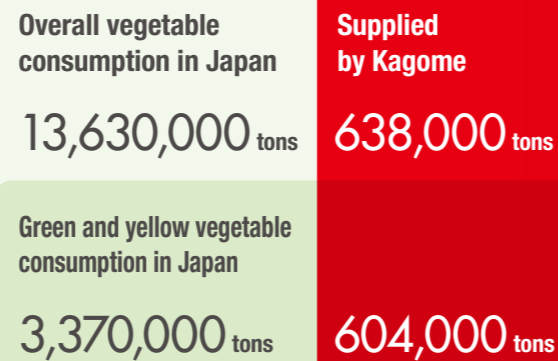 Overall vegetable
consumption in Japan
13,630,000 tons
Supplied
by Kagome
638,000 tons
Green and yellow vegetable
consumption in Japan
3,370,000 tons
604,000 tons